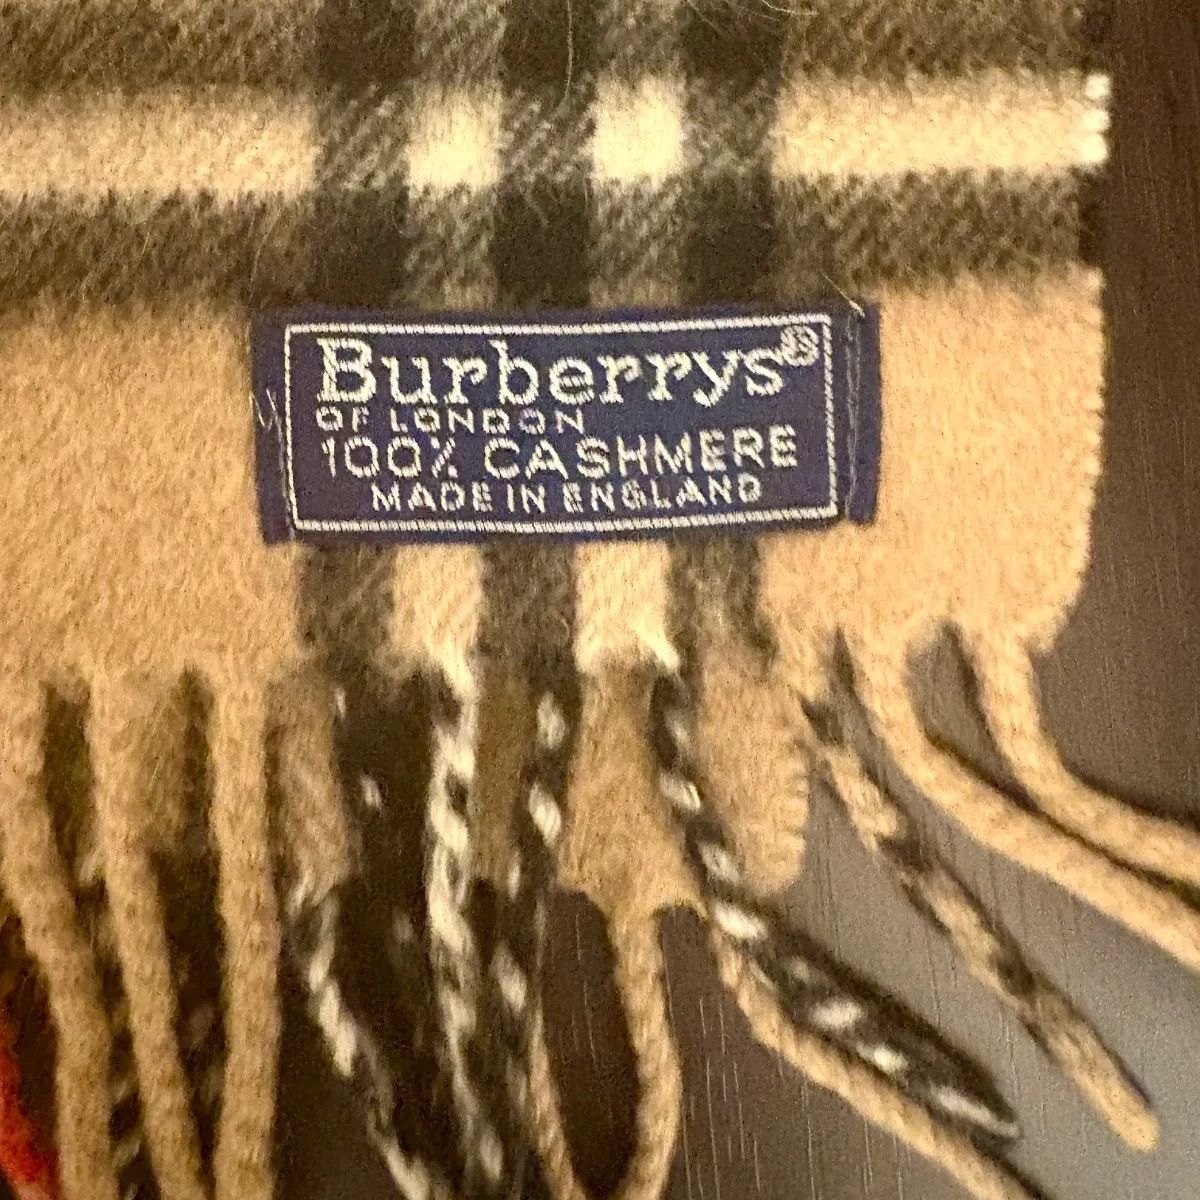 Burberrys®
OF LONDON
100% CASHMERE
MADE IN ENGLAND